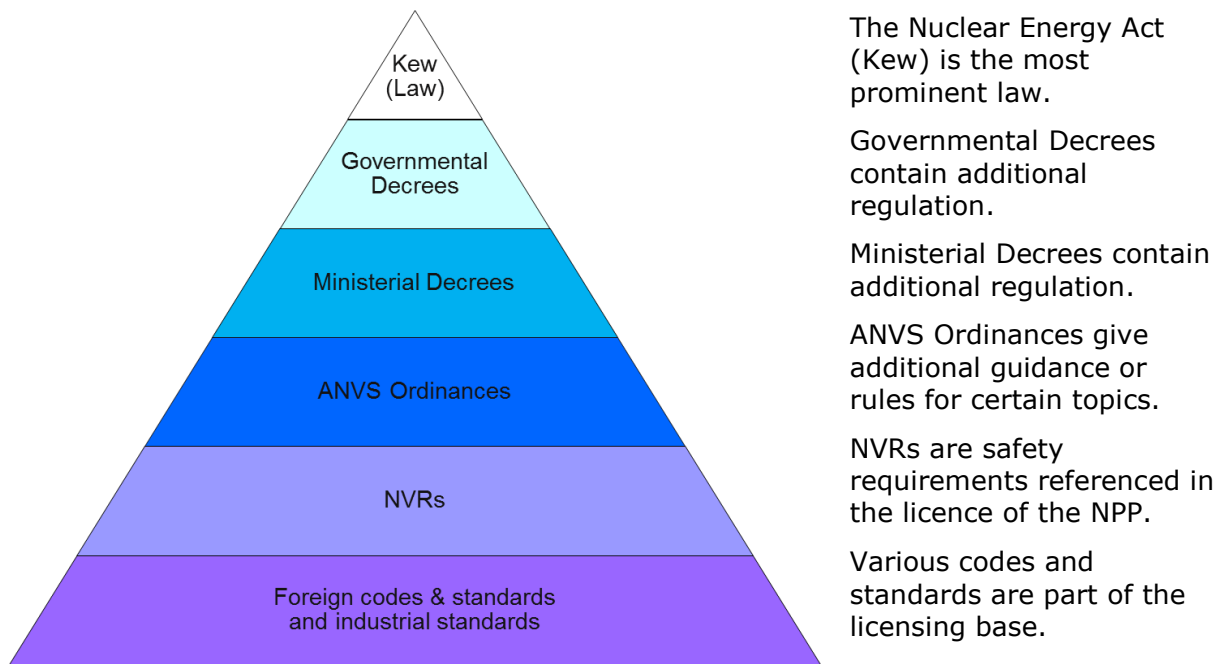 Kew
(Law)
The Nuclear Energy Act
(Kew) is the most
prominent law.
Governmental
Decrees
Governmental Decrees
contain additional
regulation.
Ministerial Decrees
Ministerial Decrees contain
additional regulation.
ANVS Ordinances
ANVS Ordinances give
additional guidance or
rules for certain topics.
NVRs
NVRs are safety
requirements referenced in
the licence of the NPP.
Foreign codes & standards
and industrial standards
Various codes and
standards are part of the
licensing base.